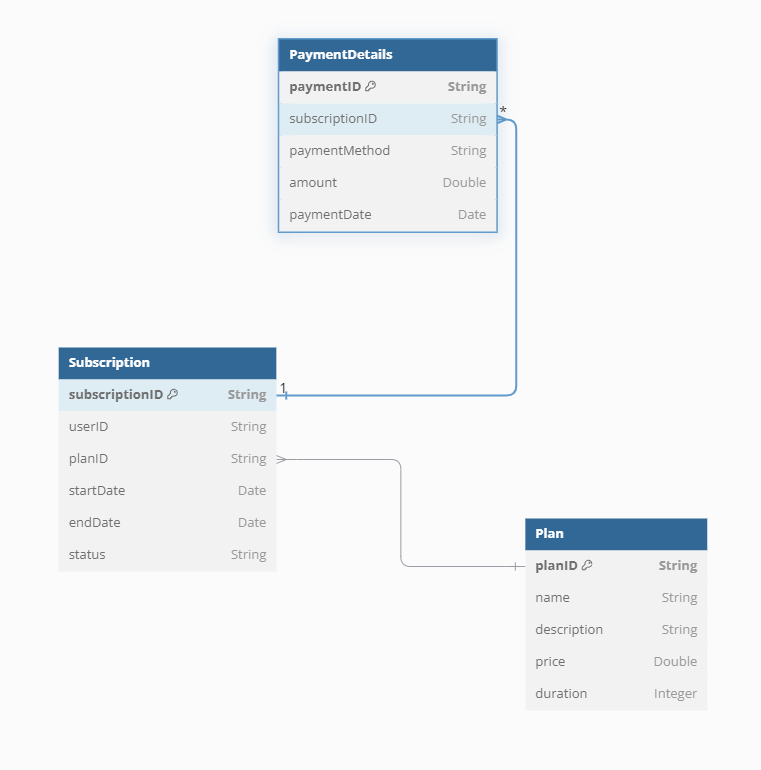 PaymentDetails
paymentID String
*
subscriptionID String
paymentMethod String
amount Double
paymentDate Date
Subscription
subscriptionID String
1
userID String
planID String
startDate Date
endDate Date
status String
Plan
planID String
name String
description String
price Double
duration Integer